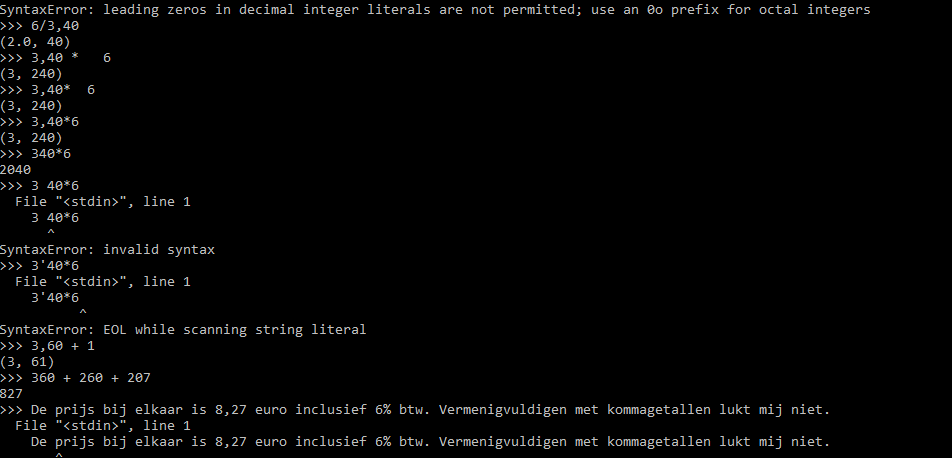 SyntaxError: leading zeros in decimal integer literals are not permitted; use an 0o prefix for octal integers
>>> 6/3,40
(2.0, 40)
>>> 3,40 *   6
(3, 240)
>>> 3,40*  6
(3, 240)
>>> 3,40*6
(3, 240)
>>> 340*6
2040
>>> 3 40*6
  File "<stdin>", line 1
    3 40*6
      ^
SyntaxError: invalid syntax
>>> 3'40*6
  File "<stdin>", line 1
    3'40*6
          ^
SyntaxError: EOL while scanning string literal
>>> 3,60 + 1
(3, 61)
>>> 360 + 260 + 207
827
>>> De prijs bij elkaar is 8,27 euro inclusief 6% btw. Vermenigvuldigen met kommagetallen lukt mij niet.
  File "<stdin>", line 1
    De prijs bij elkaar is 8,27 euro inclusief 6% btw. Vermenigvuldigen met kommagetallen lukt mij niet.
       ^